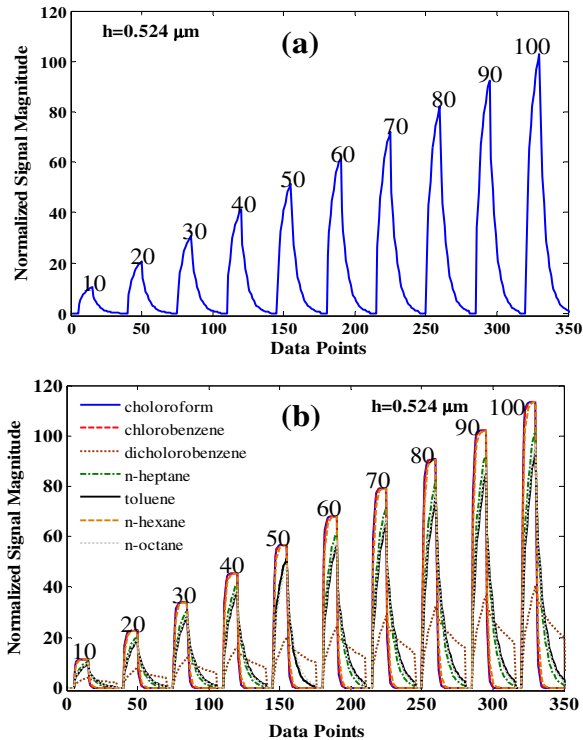 h=0.524 μm
(a)
Normalized Signal Magnitude
120
100
80
60
40
20
0
10
20
30
40
50
60
70
80
90
100
0 50 100 150 200 250 300 350
Data Points
(b)
h=0.524 μm
Normalized Signal Magnitude
120
100
80
60
40
20
0
choloroform
chlorobenzene
dicholorobenzene
n-heptane
toluene
n-hexane
n-octane
10
20
30
40
50
60
70
80
90
100
0 50 100 150 200 250 300 350
Data Points